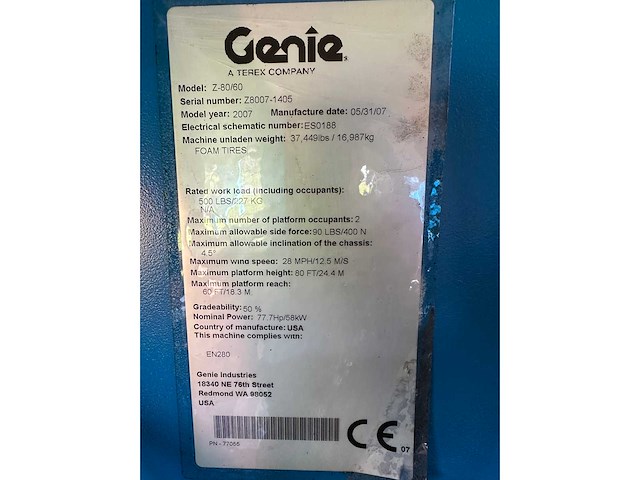 Genie
A TEREX COMPANY
Model: Z-80/60
Serial number: Z8007-1405
Model year: 2007 Manufacture date: 05/31/07
Electrical schematic number: ES0188
Machine unladen weight: 37,449lbs / 16,987kg
FOAM TIRES
Rated work load (including occupants):
500 LBS/227 KG
N/A
Maximum number of platform occupants: 2
Maximum allowable side force: 90 LBS/400 N
Maximum allowable inclination of the chassis:
4.5°
Maximum wind speed: 28 MPH/12.5 M/S
Maximum platform height: 80 FT/24.4 M
Maximum platform reach:
60 FT/18.3 M
Gradeability: 50 %
Nominal Power: 77.7Hp/58kW
Country of manufacture: USA
This machine complies with:
EN280
Genie Industries
18340 NE 76th Street
Redmond WA 98052
USA
PN - 77055
CE 07